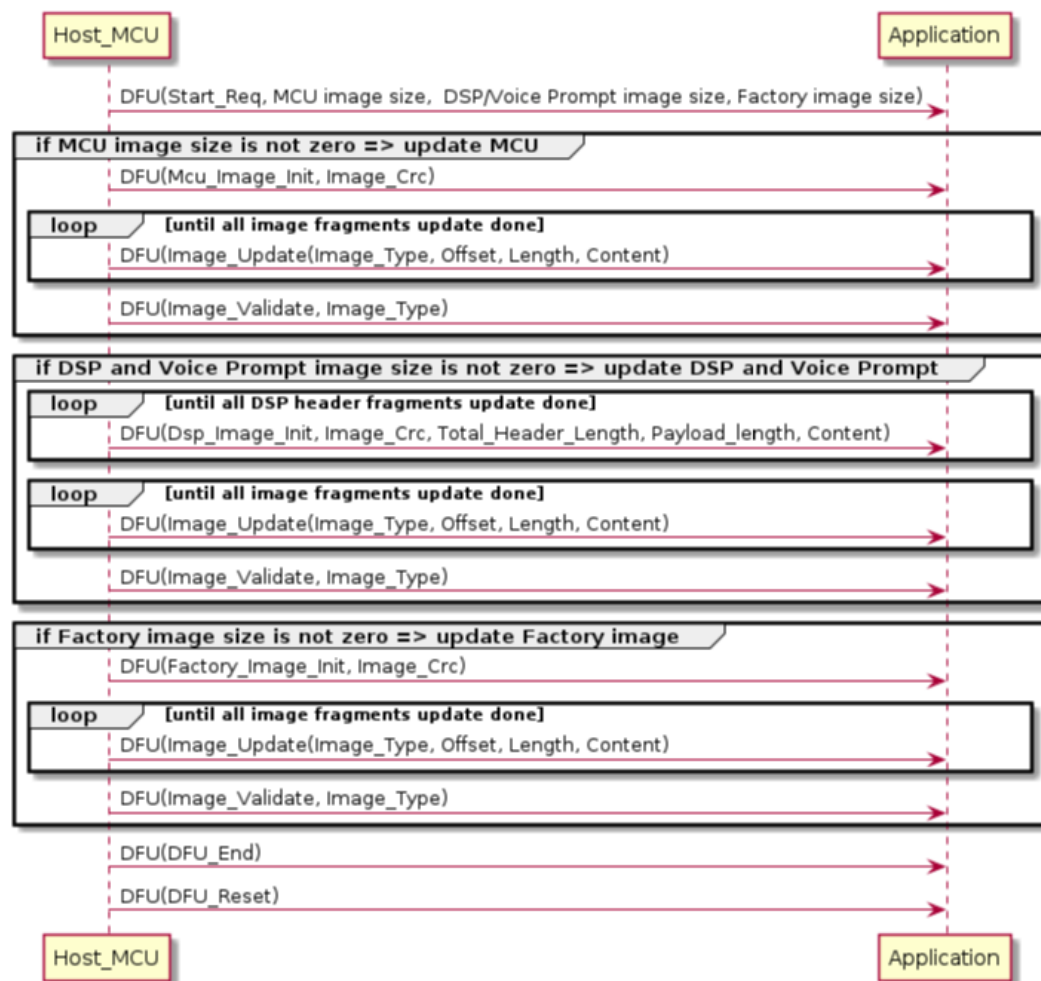 Host_MCU Application
DFU(Start_Req, MCU image size,  DSP/Voice Prompt image size, Factory image size)
if MCU image size is not zero => update MCU
DFU(Mcu_Image_Init, Image_Crc)
loop [until all image fragments update done]
DFU(Image_Update(Image_Type, Offset, Length, Content)
DFU(Image_Validate, Image_Type)
if DSP and Voice Prompt image size is not zero => update DSP and Voice Prompt
loop [until all DSP header fragments update done]
DFU(Dsp_Image_Init, Image_Crc, Total_Header_Length, Payload_length, Content)
loop [until all image fragments update done]
DFU(Image_Update(Image_Type, Offset, Length, Content)
DFU(Image_Validate, Image_Type)
if Factory image size is not zero => update Factory image
DFU(Factory_Image_Init, Image_Crc)
loop [until all image fragments update done]
DFU(Image_Update(Image_Type, Offset, Length, Content)
DFU(Image_Validate, Image_Type)
DFU(DFU_End)
DFU(DFU_Reset)
Host_MCU Application